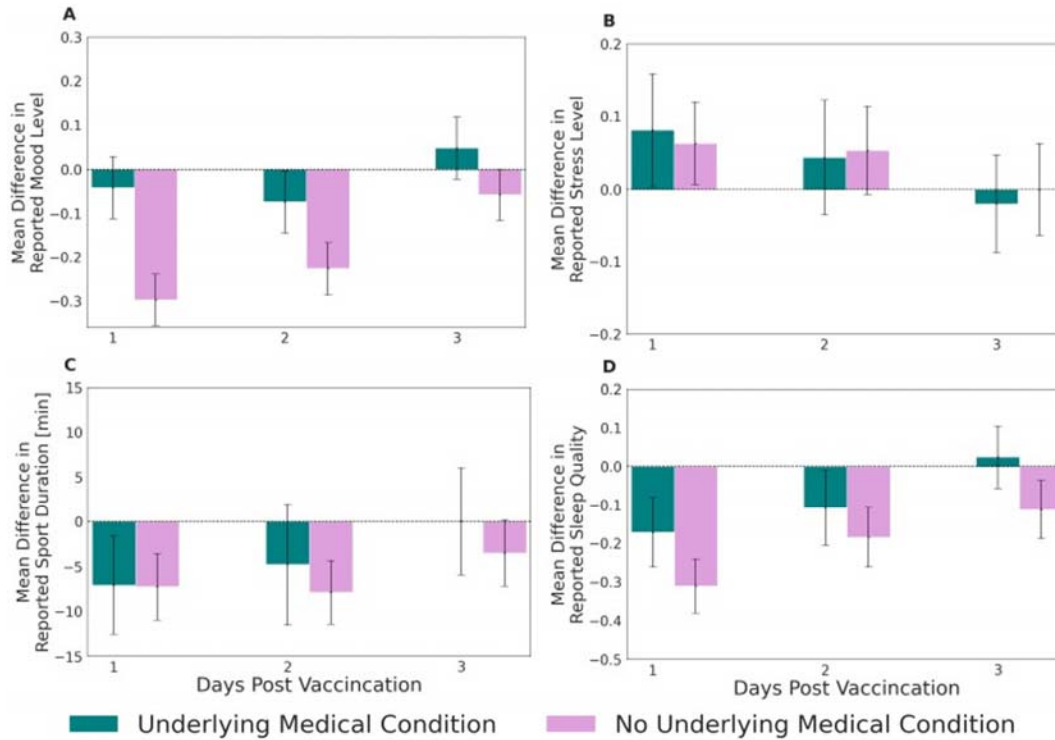 A
0.3
0.2
0.1
0.0
−0.1
−0.2
−0.3
Mean Difference in
Reported Mood Level
1
2
3
B
0.2
0.1
0.0
−0.1
−0.2
Mean Difference in
Reported Stress Level
1
2
3
C
15
10
5
0
−5
−10
−15
Mean Difference in
Reported Sport Duration [min]
1
2
3
Days Post Vaccincation
D
0.2
0.1
0.0
−0.1
−0.2
−0.3
−0.4
−0.5
Mean Difference in
Reported Sleep Quality
1
2
3
Days Post Vaccincation
Underlying Medical Condition
No Underlying Medical Condition